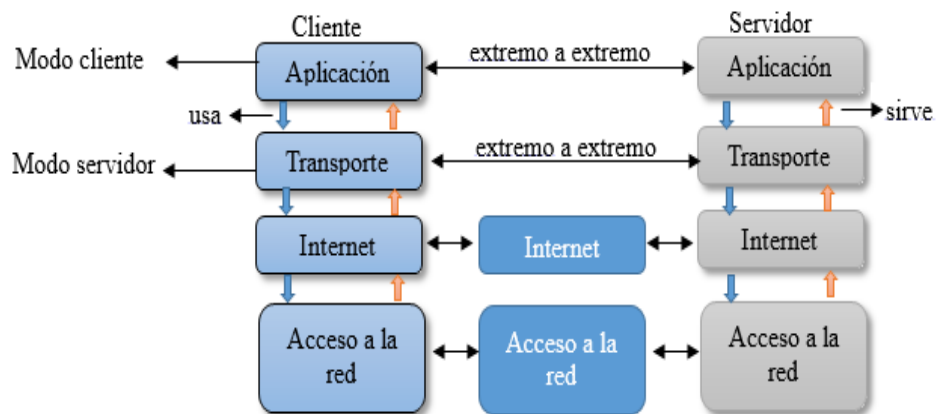 Cliente
Servidor
Modo cliente
Aplicación
extremo a extremo
Aplicación
usa
sirve
Modo servidor
Transporte
extremo a extremo
Transporte
Internet
Internet
Internet
Acceso a la
red
Acceso a la
red
Acceso a la
red